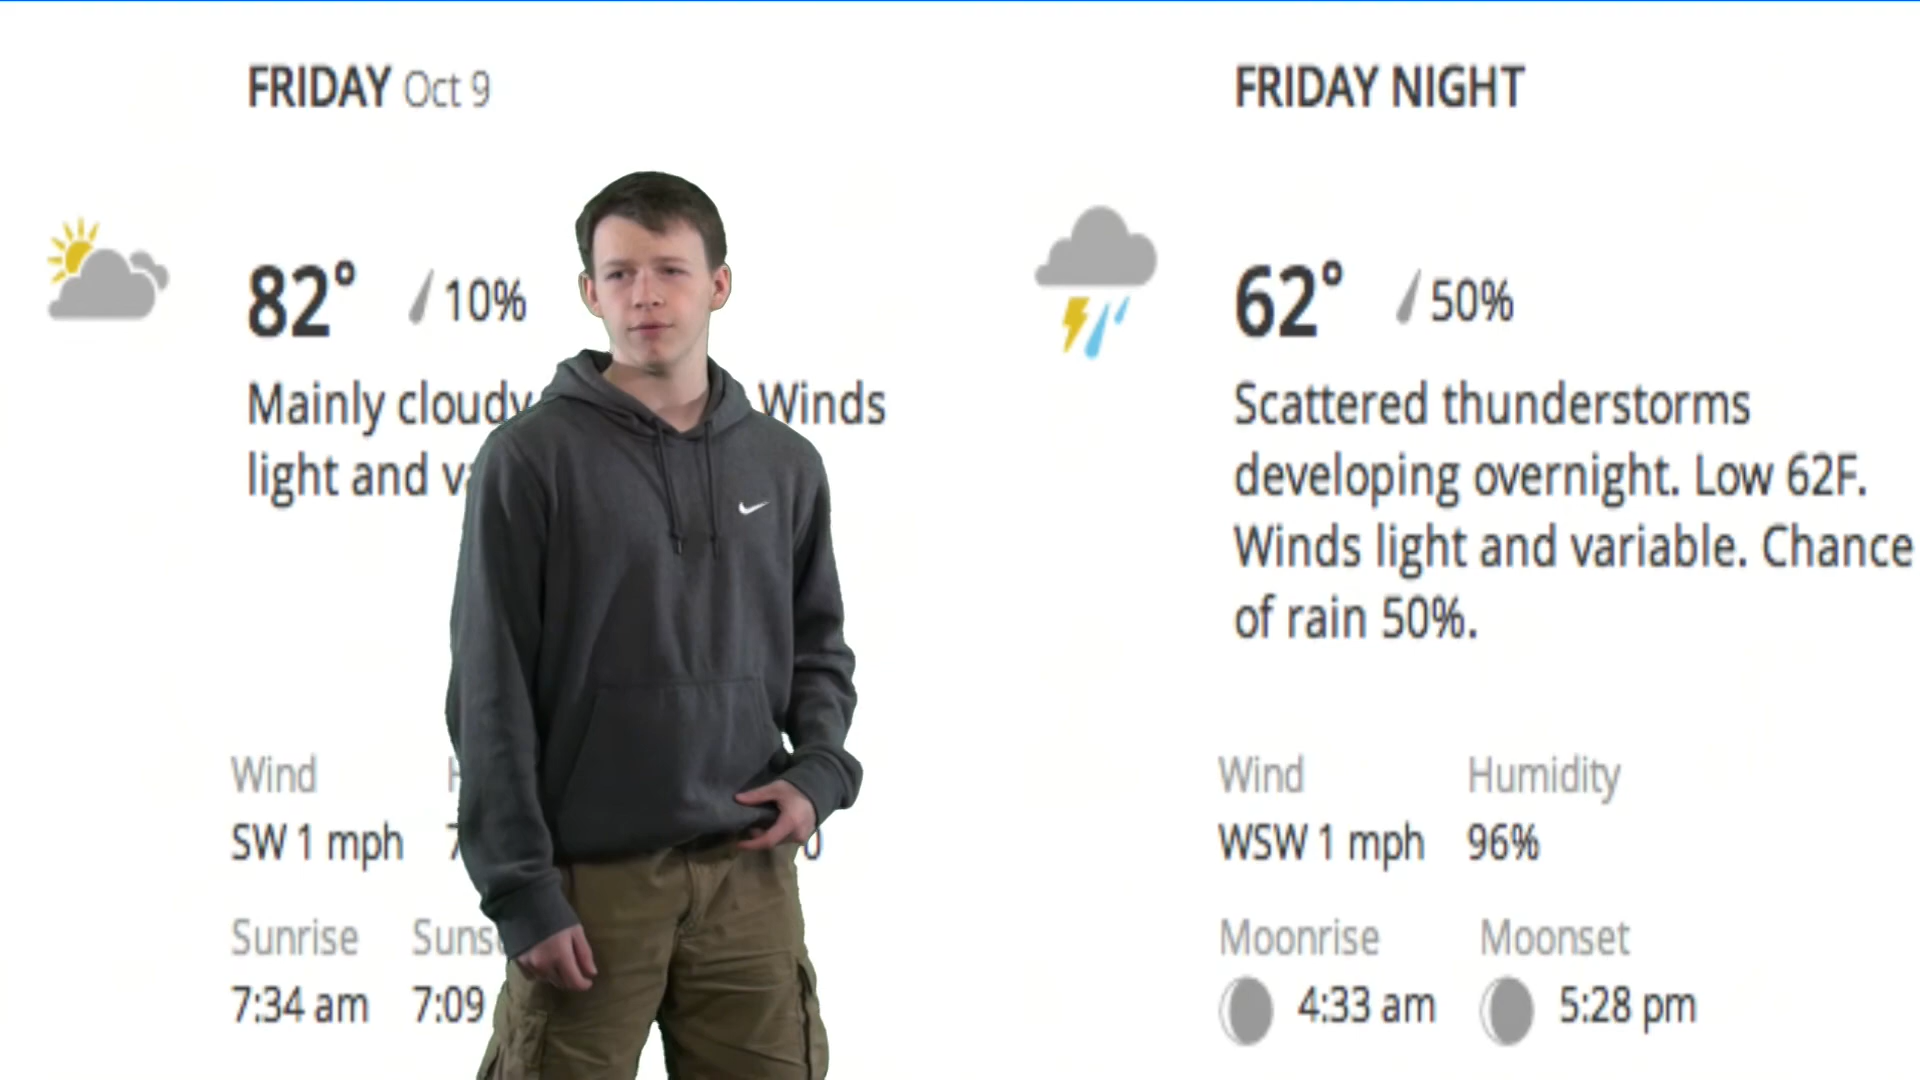 FRIDAY Oct 9
82° 10%
Mainly cloudy Winds
light and
Wind
SW 1 mph
Sunrise
7:34 am 7:09
FRIDAY NIGHT
62° 50%
Scattered thunderstorms
developing overnight. Low 62F.
Winds light and variable. Chance
of rain 50%.
Wind Humidity
WSW 1 mph 96%
Moonrise Moonset
4:33 am 5:28 pm